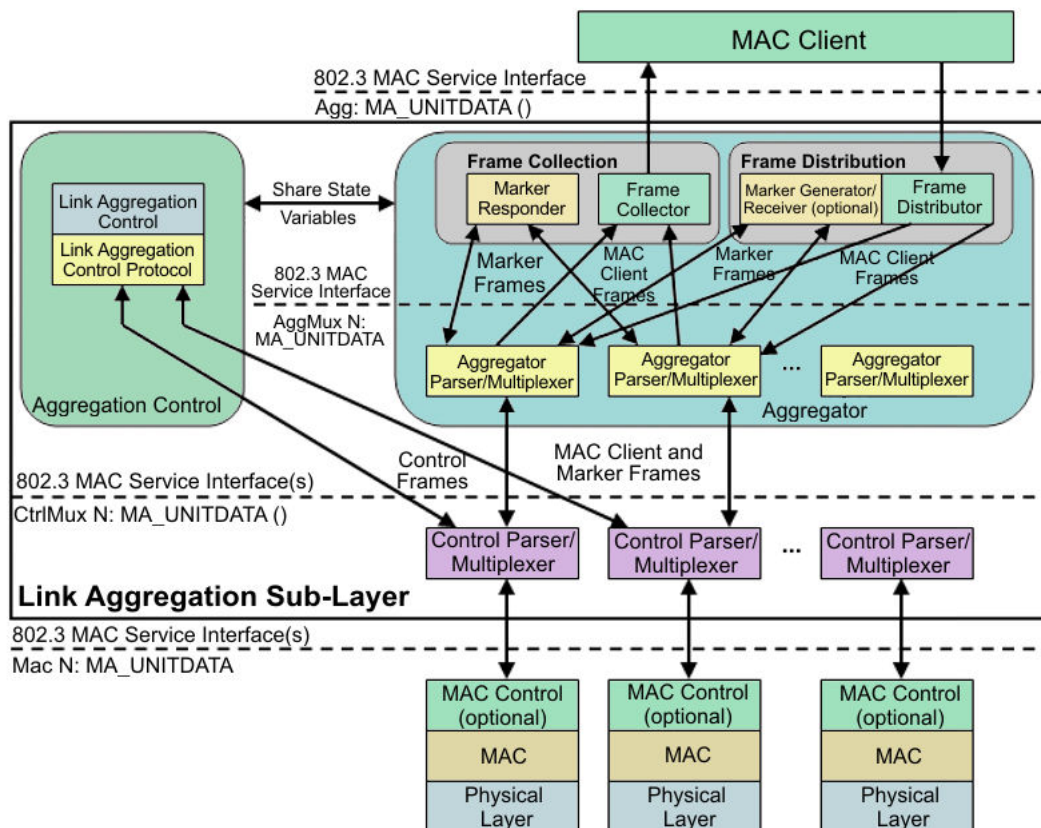 MAC Client
802.3 MAC Service Interface
Agg: MA_UNITDATA ()
Frame Collection
Frame Distribution
Marker
Responder
Frame
Collector
Marker Generator/
Receiver (optional)
Frame
Distributor
Link Aggregation
Control
Link Aggregation
Control Protocol
Share State
Variables
Marker
Frames
MAC
Client
Frames
Marker
Frames
MAC Client
Frames
802.3 MAC
Service Interface
AggMux N:
MA_UNITDATA
Aggregator
Parser/Multiplexer
Aggregator
Parser/Multiplexer
...
Aggregator
Parser/Multiplexer
Aggregation Control
Aggregator
Control
Frames
MAC Client and
Marker Frames
802.3 MAC Service Interface(s)
CtrlMux N: MA_UNITDATA ()
Control Parser/
Multiplexer
Control Parser/
Multiplexer
...
Control Parser/
Multiplexer
Link Aggregation Sub-Layer
802.3 MAC Service Interface(s)
Mac N: MA_UNITDATA
MAC Control
(optional)
MAC
Physical
Layer
MAC Control
(optional)
MAC
Physical
Layer
MAC Control
(optional)
MAC
Physical
Layer